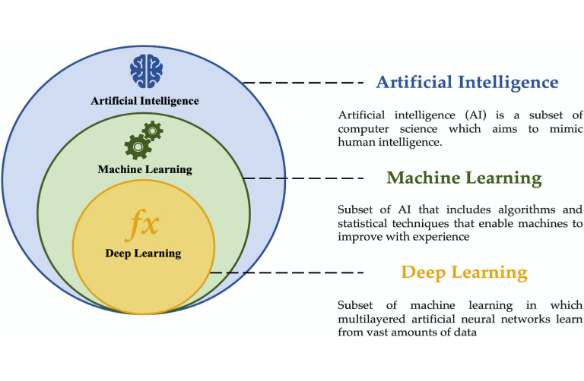 Artificial Intelligence
Machine Learning
fx
Deep Learning
Artificial Intelligence
Artificial intelligence (AI) is a subset of
computer science which aims to mimic
human intelligence.
Machine Learning
Subset of AI that includes algorithms and
statistical techniques that enable machines to
improve with experience
Deep Learning
Subset of machine learning in which
multilayered artificial neural networks learn
from vast amounts of data